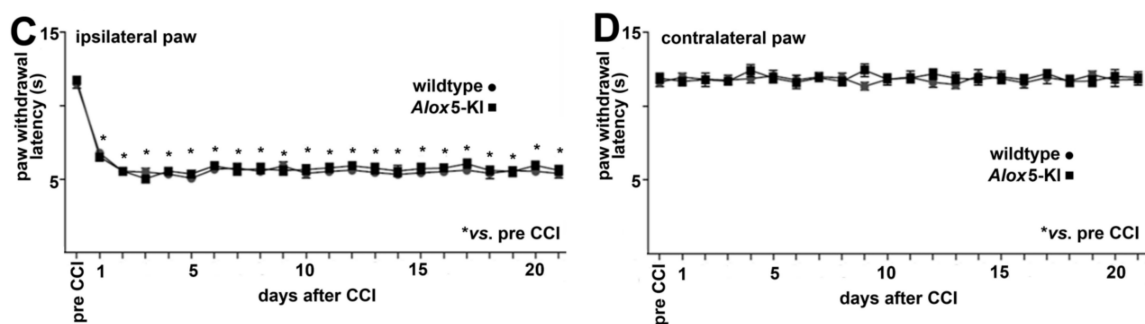 C
ipsilateral paw
15
5
paw withdrawal
latency (s)
wildtype
Alox5-KI
* * * * * * * * * * * * * * * * * * * * *
*vs. pre CCI
pre CCI 1 5 10 15 20
days after CCI
D
contralateral paw
15
5
paw withdrawal
latency (s)
wildtype
Alox5-KI
*vs. pre CCI
pre CCI 1 5 10 15 20
days after CCI